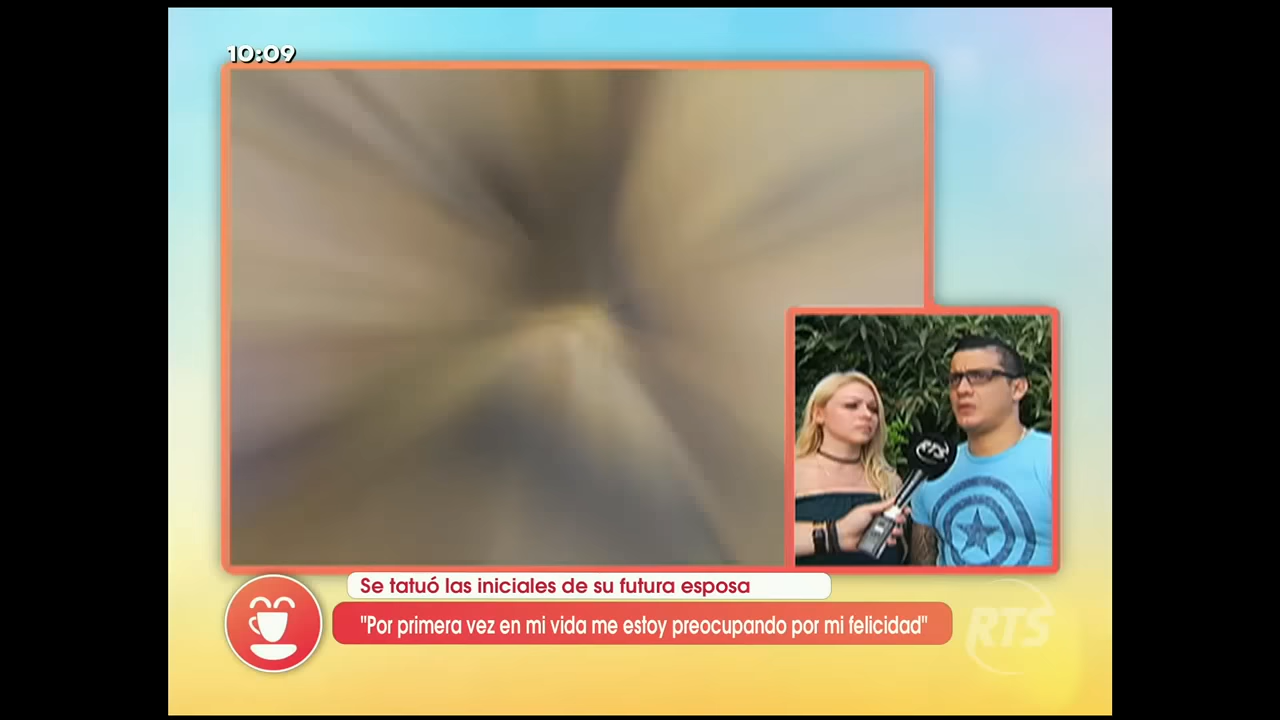 10:09
RTS
Se tatuó las iniciales de su futura esposa
"Por primera vez en mi vida me estoy preocupando por mi felicidad"
RTS